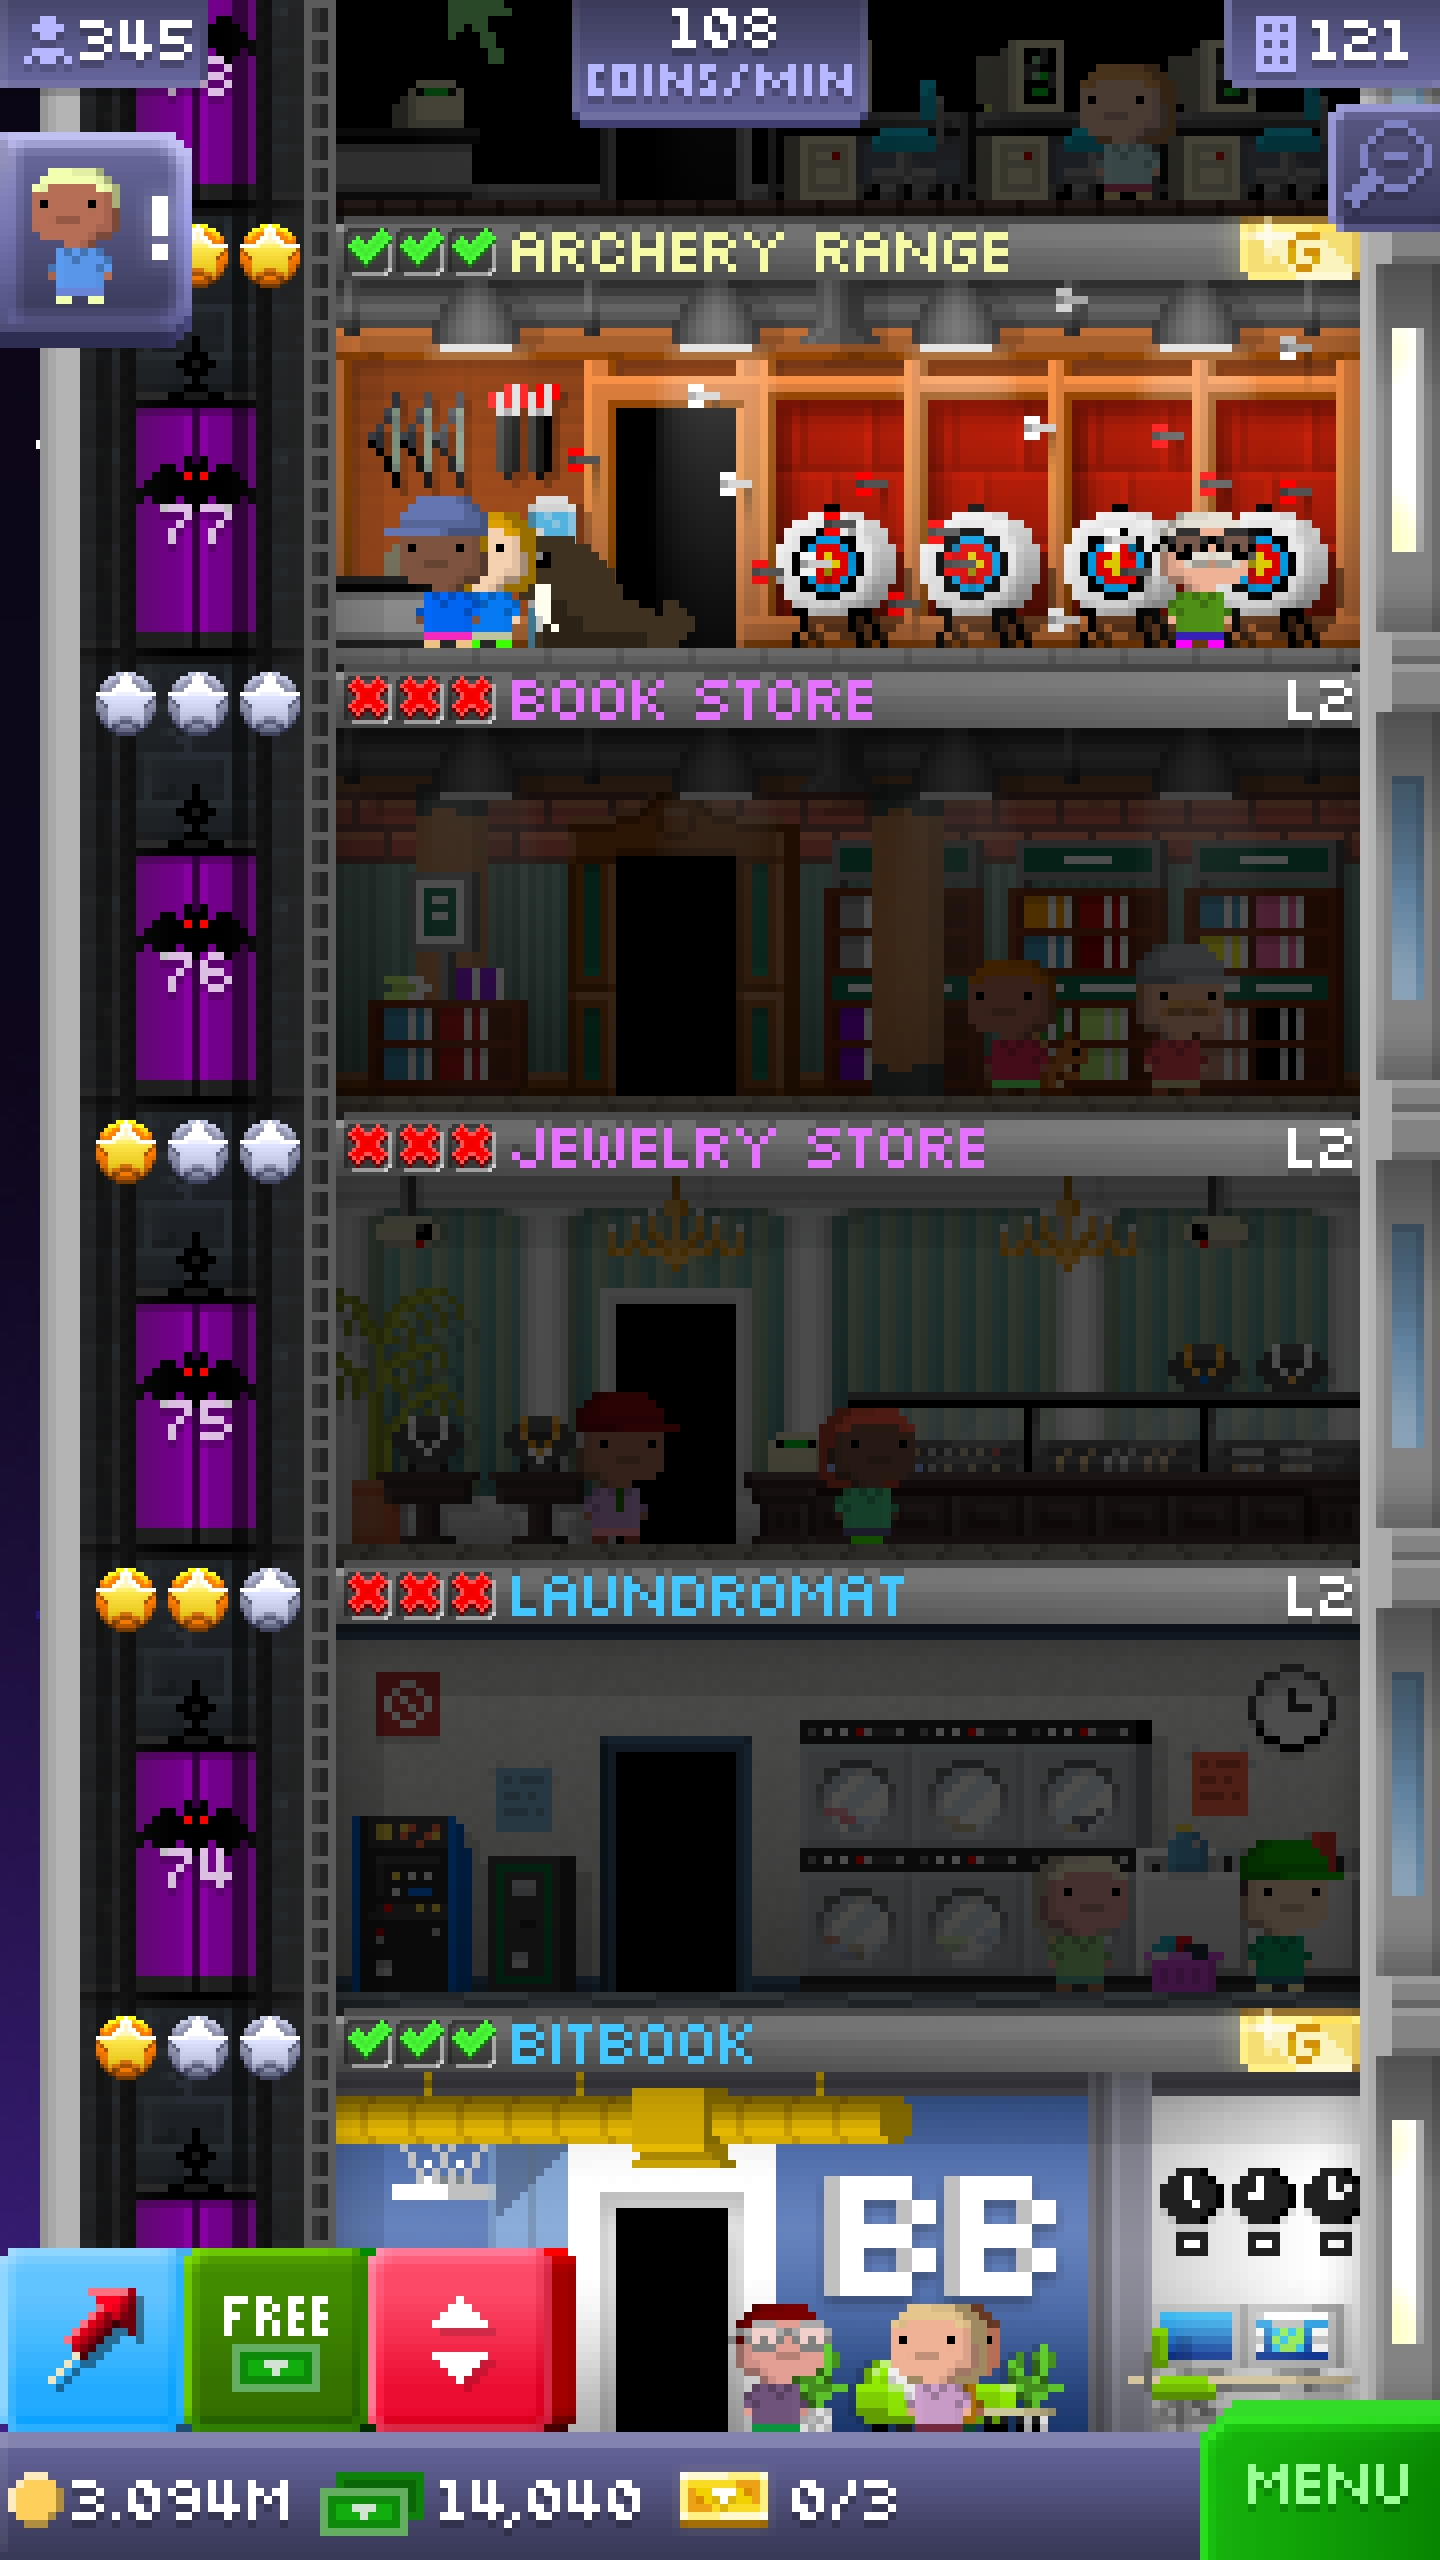 345
108
COINS/MIN
121
!
ARCHERY RANGE
G
77
BOOK STORE
L2
76
JEWELRY STORE
L2
75
LAUNDROMAT
L2
74
BITBOOK
G
BB
FREE
3.094M
14,040
0/3
MENU